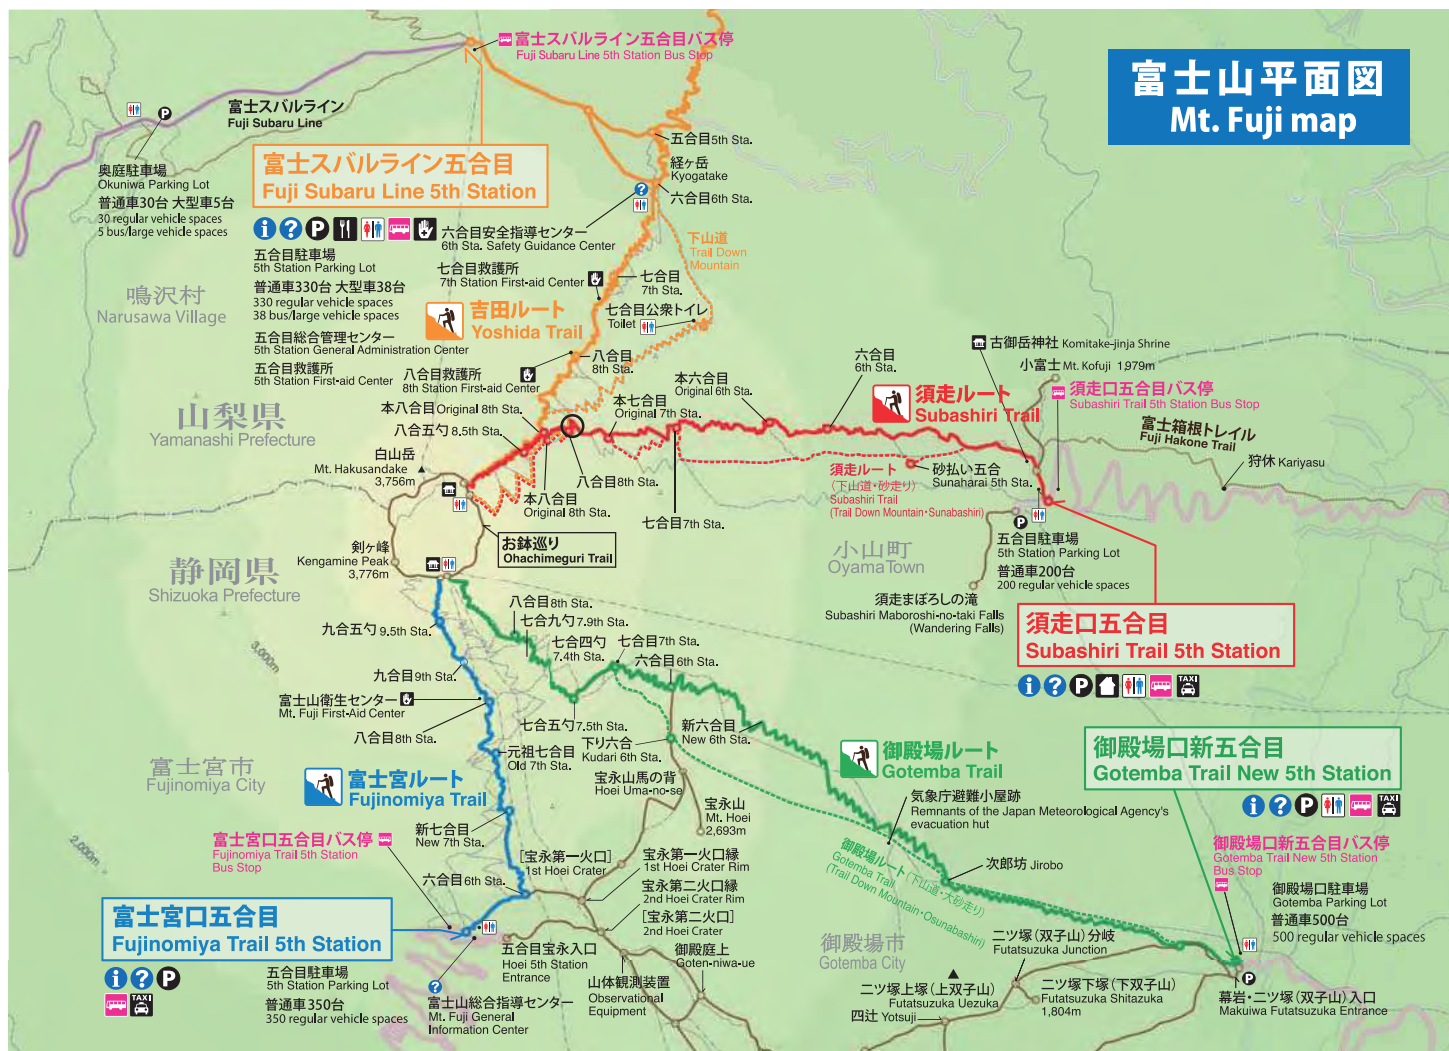 富士山平面図
Mt. Fuji map
富士スバルライン五合目バス停
Fuji Subaru Line 5th Station Bus Stop
富士スバルライン
Fuji Subaru Line
奥庭駐車場
Okuniwa Parking Lot
普通車30台 大型車5台
30 regular vehicle spaces
5 bus/large vehicle spaces
富士スバルライン五合目
Fuji Subaru Line 5th Station
五合目駐車場
5th Station Parking Lot
普通車330台 大型車38台
330 regular vehicle spaces
38 bus/large vehicle spaces
五合目総合管理センター
5th Station General Administration Center
五合目救護所
5th Station First-aid Center
五合目5th Sta.
経ヶ岳
Kyogatake
六合目6th Sta.
六合目安全指導センター
6th Sta. Safety Guidance Center
下山道
Trail Down
Mountain
七合目救護所
7th Station First-aid Center
七合目
7th Sta.
七合目公衆トイレ
Toilet
吉田ルート
Yoshida Trail
八合目
8th Sta.
八合目救護所
8th Station First-aid Center
本八合目Original 8th Sta.
八合五勺8.5th Sta.
鳴沢村
Narusawa Village
山梨県
Yamanashi Prefecture
白山岳
Mt. Hakusandake
3,756m
本七合目
Original 7th Sta.
本六合目
Original 6th Sta.
六合目
6th Sta.
須走ルート
Subashiri Trail
古御岳神社 Komitake-jinja Shrine
小富士 Mt. Kofuji 1,979m
須走口五合目バス停
Subashiri Trail 5th Station Bus Stop
富士箱根トレイル
Fuji Hakone Trail
狩休 Kariyasu
八合目8th Sta.
本八合目
Original 8th Sta.
七合目7th Sta.
須走ルート
(下山道・砂走り)
Subashiri Trail
(Trail Down Mountain・Sunabashiri)
砂払い五合
Sunaharai 5th Sta.
五合目駐車場
5th Station Parking Lot
普通車200台
200 regular vehicle spaces
小山町
Oyama Town
須走まぼろしの滝
Subashiri Maboroshi-no-taki Falls
(Wandering Falls)
須走口五合目
Subashiri Trail 5th Station
TAXI
お鉢巡り
Ohachimeguri Trail
剣ヶ峰
Kengamine Peak
3,776m
静岡県
Shizuoka Prefecture
3,000m
2,000m
九合五勺 9.5th Sta.
九合目9th Sta.
富士山衛生センター
Mt. Fuji First-Aid Center
八合目8th Sta.
元祖七合目
Old 7th Sta.
富士宮ルート
Fujinomiya Trail
新七合目
New 7th Sta.
六合目6th Sta.
富士宮市
Fujinomiya City
富士宮口五合目バス停
Fujinomiya Trail 5th Station
Bus Stop
富士宮口五合目
Fujinomiya Trail 5th Station
TAXI
五合目駐車場
5th Station Parking Lot
普通車350台
350 regular vehicle spaces
富士山総合指導センター
Mt. Fuji General
Information Center
五合目宝永入口
Hoei 5th Station
Entrance
八合目8th Sta.
七合九勺 7.9th Sta.
七合四勺
7.4th Sta.
七合目7th Sta.
六合目6th Sta.
七合五勺7.5th Sta.
下り六合
Kudari 6th Sta.
新六合目
New 6th Sta.
宝永山馬の背
Hoei Uma-no-se
宝永山
Mt. Hoei
2,693m
[宝永第一火口]
1st Hoei Crater
宝永第一火口縁
1st Hoei Crater Rim
宝永第二火口縁
2nd Hoei Crater Rim
[宝永第二火口]
2nd Hoei Crater
御殿庭上
Goten-niwa-ue
山体観測装置
Observational
Equipment
御殿場ルート
Gotemba Trail
気象庁避難小屋跡
Remnants of the Japan Meteorological Agency's
evacuation hut
御殿場ルート(下山道・大砂走り)
Gotemba Trail
(Trail Down Mountain・Osunabashiri)
次郎坊 Jirobo
御殿場口新五合目
Gotemba Trail New 5th Station
TAXI
御殿場口新五合目バス停
Gotemba Trail New 5th Station
Bus Stop
御殿場口駐車場
Gotemba Parking Lot
普通車500台
500 regular vehicle spaces
御殿場市
Gotemba City
二ツ塚(双子山)分岐
Futatsuzuka Junction
二ツ塚上塚(上双子山)
Futatsuzuka Uezuka
二ツ塚下塚(下双子山)
Futatsuzuka Shitazuka
1,804m
四辻 Yotsuji
幕岩・二ツ塚(双子山)入口
Makuiwa Futatsuzuka Entrance